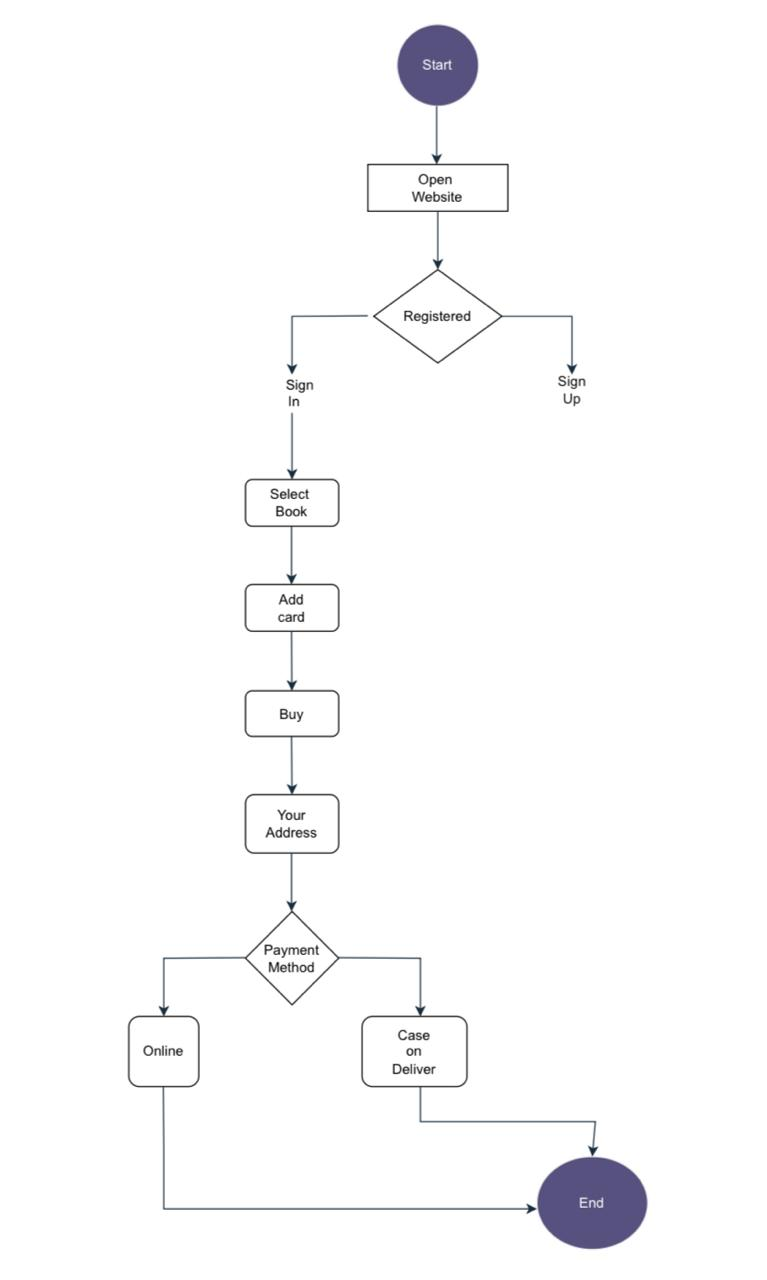 Start
Open
Website
Registered
Sign
In
Sign
Up
Select
Book
Add
card
Buy
Your
Address
Payment
Method
Online
Case
on
Deliver
End